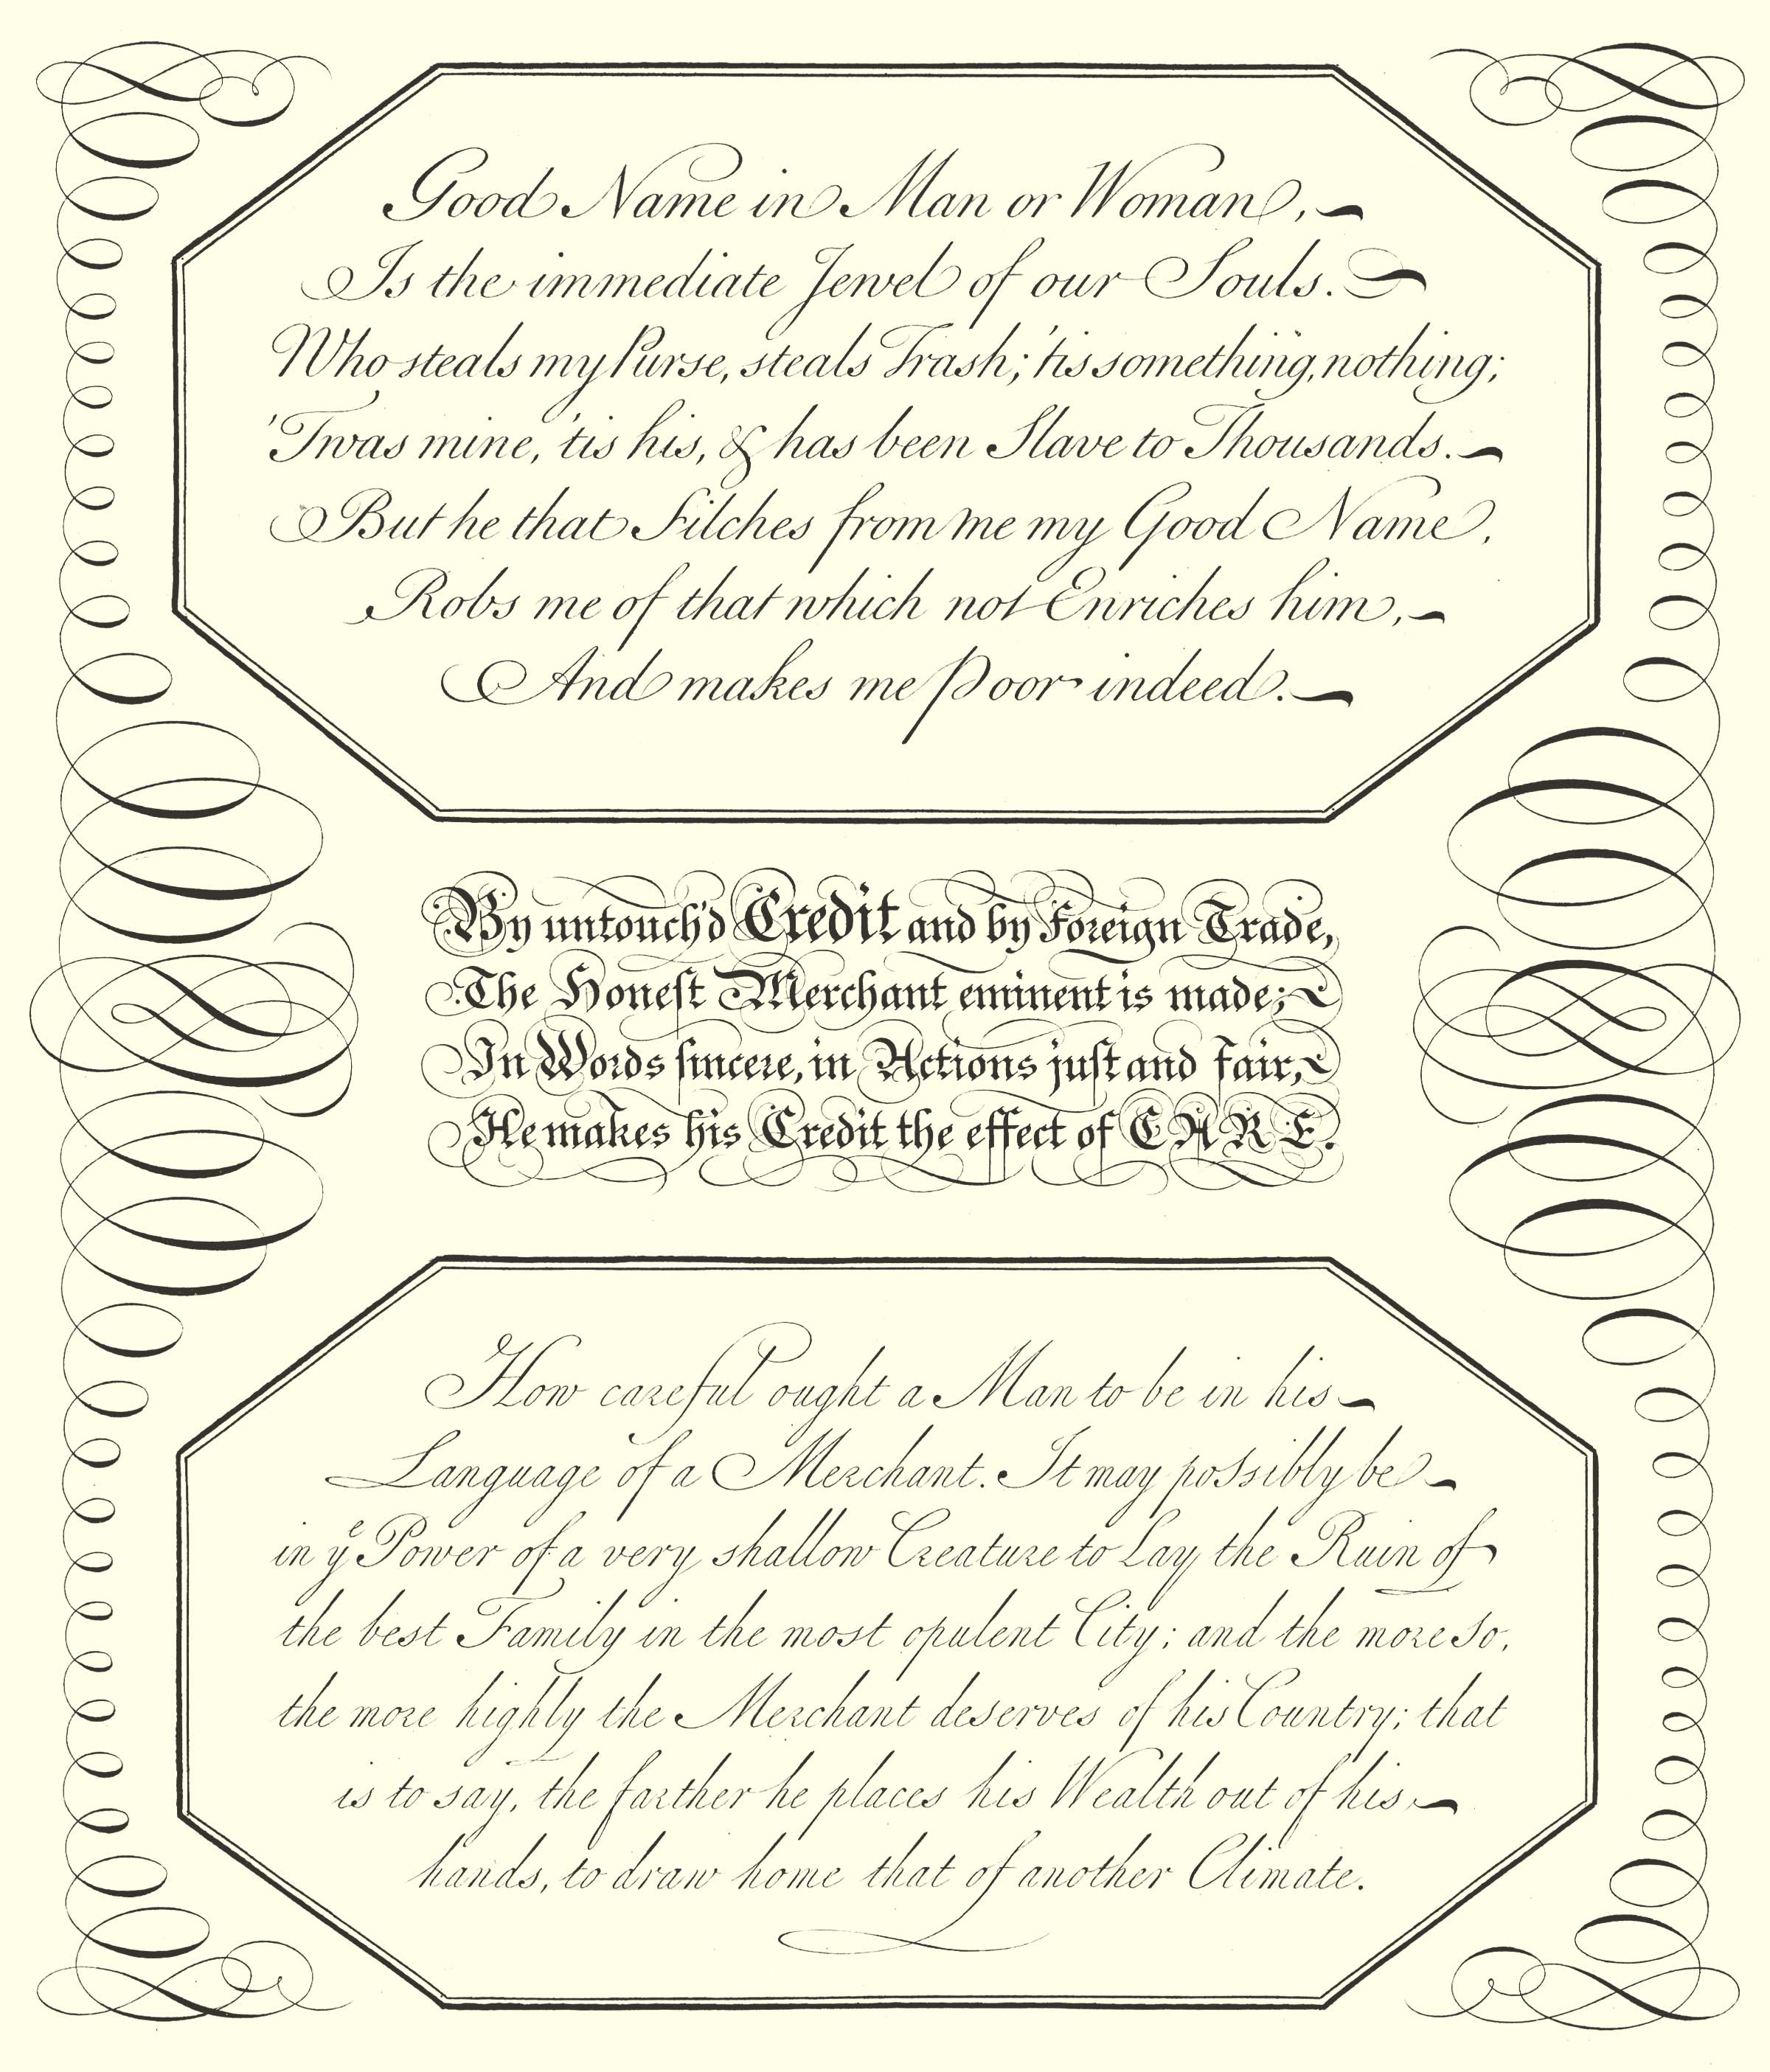 Good Name in Man or Woman,
Is the immediate Jewel of our Souls.
Who steals my Purse, steals Trash; 'tis something, nothing;
'Twas mine, 'tis his, & has been Slave to Thousands.
But he that Filches from me my Good Name,
Robs me of that which not Enriches him,
And makes me Poor indeed.
By untouch'd Credit and by Foreign Trade,
The Honest Merchant eminent is made;
In Words sincere, in Actions just and fair,
He makes his Credit the effect of CARE.
How careful ought a Man to be in his
Language of a Merchant. It may possibly be
in yᵉ Power of a very shallow Creature to Lay the Ruin of
the best Family in the most opulent City; and the more so,
the more highly the Merchant deserves of his Country; that
is to say, the farther he places his Wealth out of his
hands, to draw home that of another Climate.